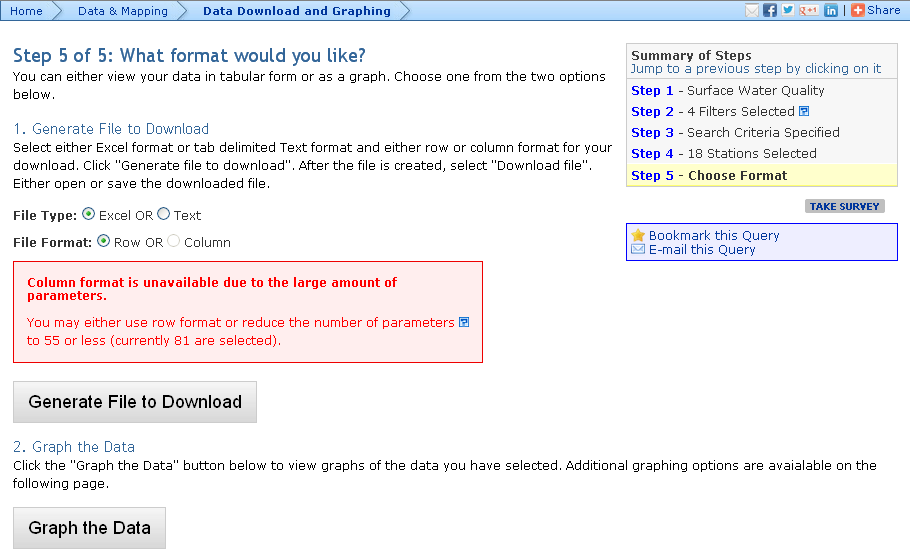 Home Data & Mapping Data Download and Graphing | Share
Step 5 of 5: What format would you like?
You can either view your data in tabular form or as a graph. Choose one from the two options
below.
1. Generate File to Download
Select either Excel format or tab delimited Text format and either row or column format for your
download. Click "Generate file to download". After the file is created, select "Download file".
Either open or save the downloaded file.
File Type: Excel OR Text
File Format: Row OR Column
Column format is unavailable due to the large amount of
parameters.
You may either use row format or reduce the number of parameters
to 55 or less (currently 81 are selected).
Generate File to Download
2. Graph the Data
Click the "Graph the Data" button below to view graphs of the data you have selected. Additional graphing options are avaialable on the
following page.
Graph the Data
Summary of Steps
Jump to a previous step by clicking on it
Step 1 - Surface Water Quality
Step 2 - 4 Filters Selected
Step 3 - Search Criteria Specified
Step 4 - 18 Stations Selected
Step 5 - Choose Format
TAKE SURVEY
Bookmark this Query
E-mail this Query